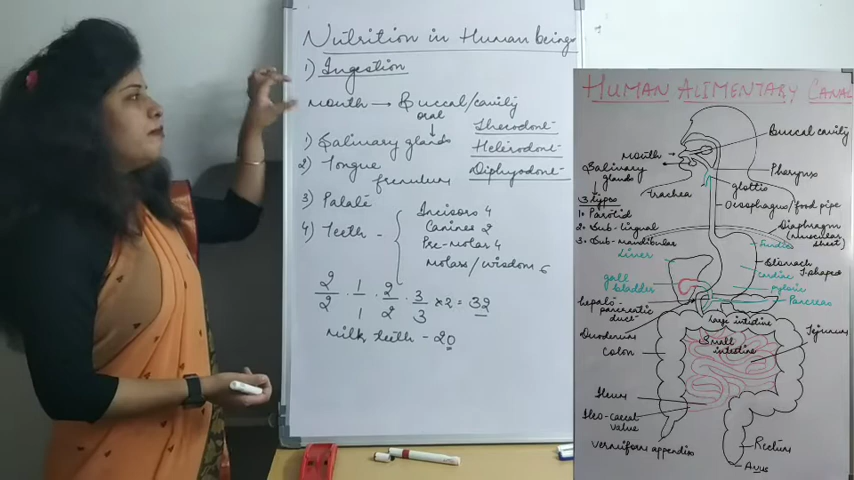 Nutrition in Human beings
1) Ingestion
Mouth → Buccal/cavity
oral
1) Salivary glands
Thecodont
2) Tongue
Heterodont
frenulum
Diphyodont
3) Palate
4) Teeth -
Incisors 4
Canines 2
Pre-molar 4
Molars/wisdom 6
2/2 · 1/1 · 2/2 · 3/3 × 2 = 32
Milk teeth - 20
HUMAN ALIMENTARY CANAL
Buccal cavity
Mouth
Salivary glands
Pharynx
glottis
trachea
3 types
Oesophagus/food pipe
1. Parotid
2. Sub-lingual
3. Sub-mandibular
Diaphragm
(muscular sheet)
fundic
Liver
Stomach
J-shaped
cardiac
gall bladder
pyloric
Pancreas
hepato-pancreatic duct
Large intestine
Duodenum
Jejunum
Small intestine
Colon
Ileum
Ileo-caecal
valve
vermiform appendix
Rectum
Anus